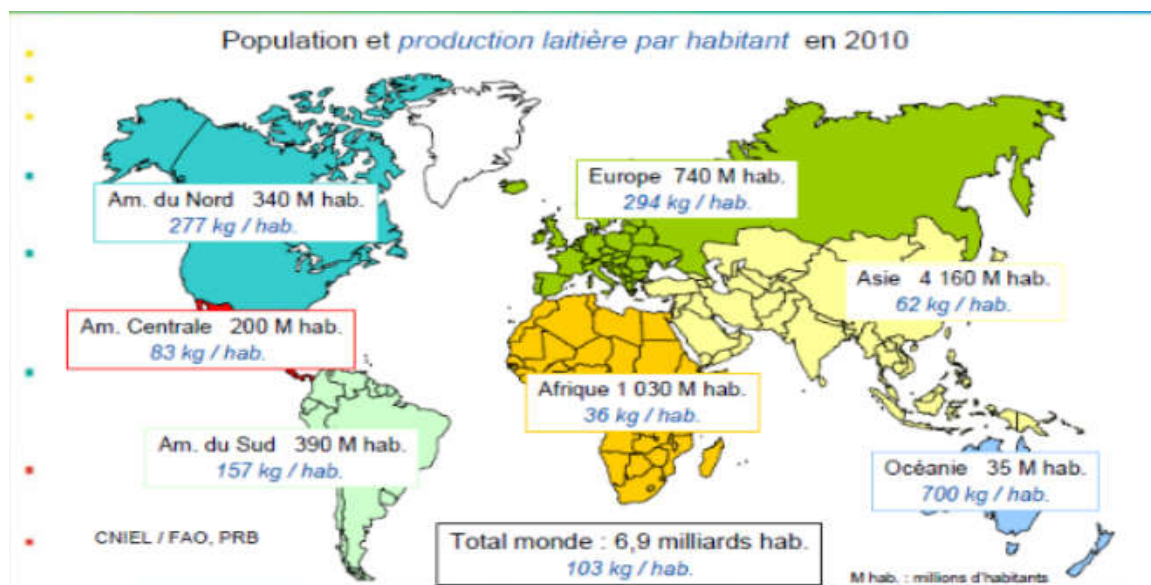 Population et production laitière par habitant en 2010
Am. du Nord 340 M hab.
277 kg / hab.
Europe 740 M hab.
294 kg / hab.
Asie 4 160 M hab.
62 kg / hab.
Am. Centrale 200 M hab.
83 kg / hab.
Afrique 1 030 M hab.
36 kg / hab.
Am. du Sud 390 M hab.
157 kg / hab.
Océanie 35 M hab.
700 kg / hab.
CNIEL / FAO, PRB
Total monde : 6,9 milliards hab.
103 kg / hab.
M hab. : millions d'habitants